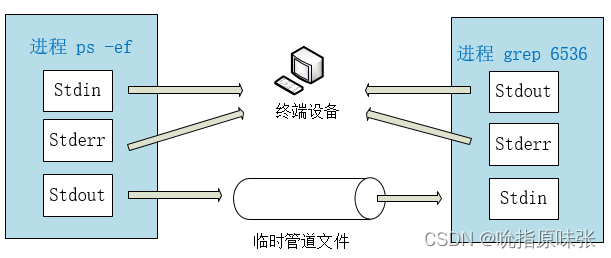 进程 ps -ef
Stdin
Stderr
Stdout
终端设备
临时管道文件
进程 grep 6536
Stdout
Stderr
Stdin
CSDN @吮指原味张